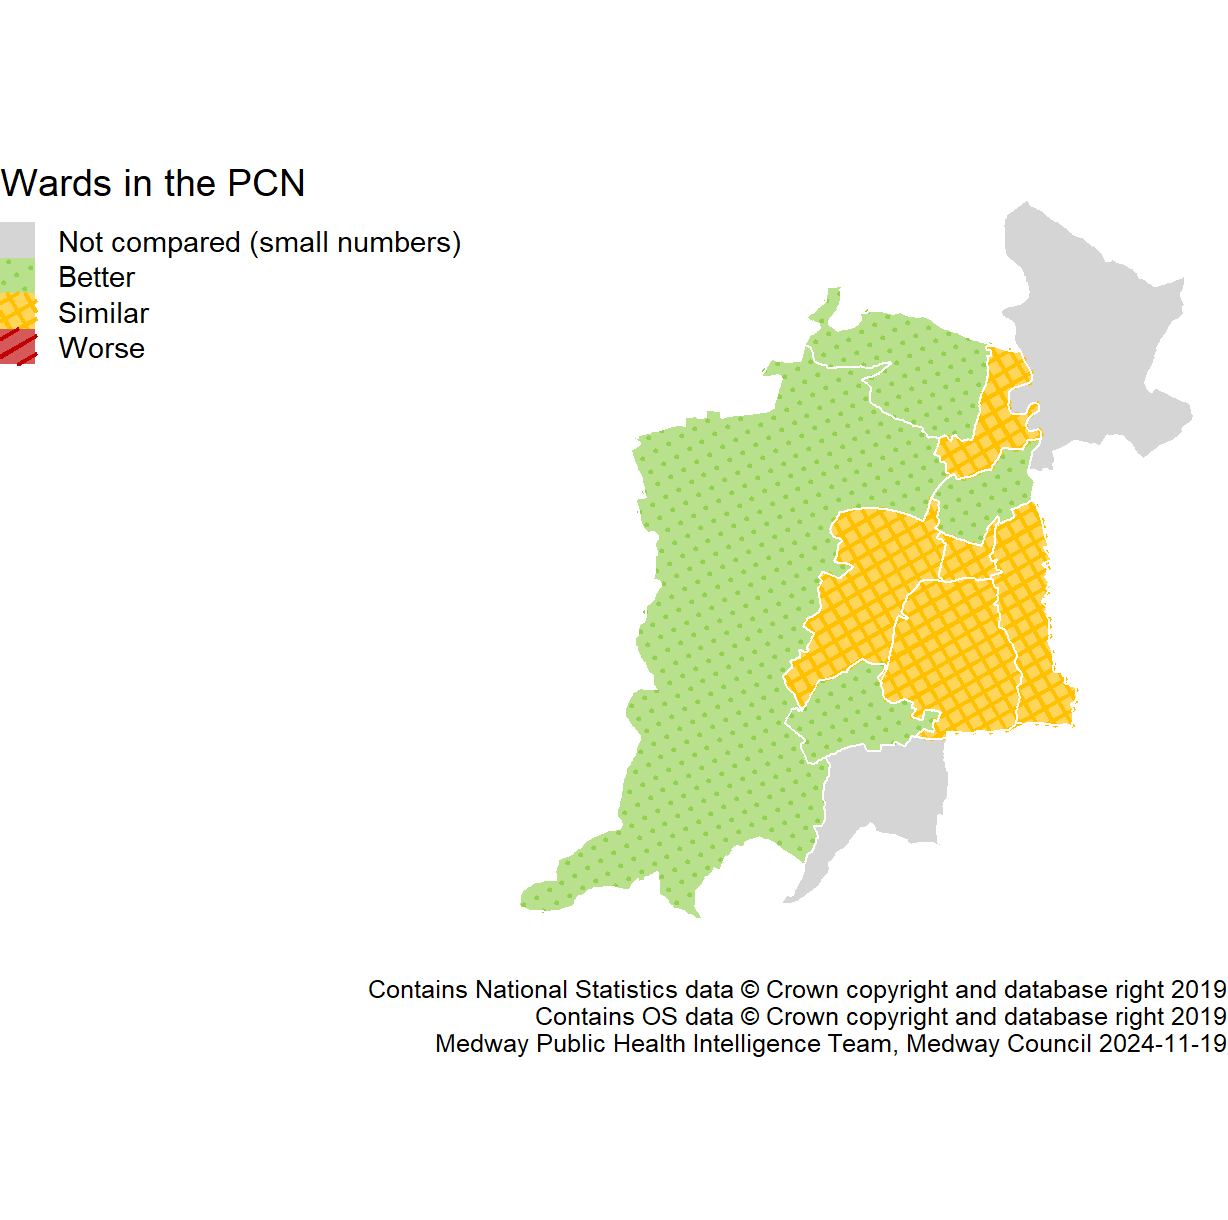 Wards in the PCN
Not compared (small numbers)
Better
Similar
Worse
Contains National Statistics data © Crown copyright and database right 2019
Contains OS data © Crown copyright and database right 2019
Medway Public Health Intelligence Team, Medway Council 2024-11-19